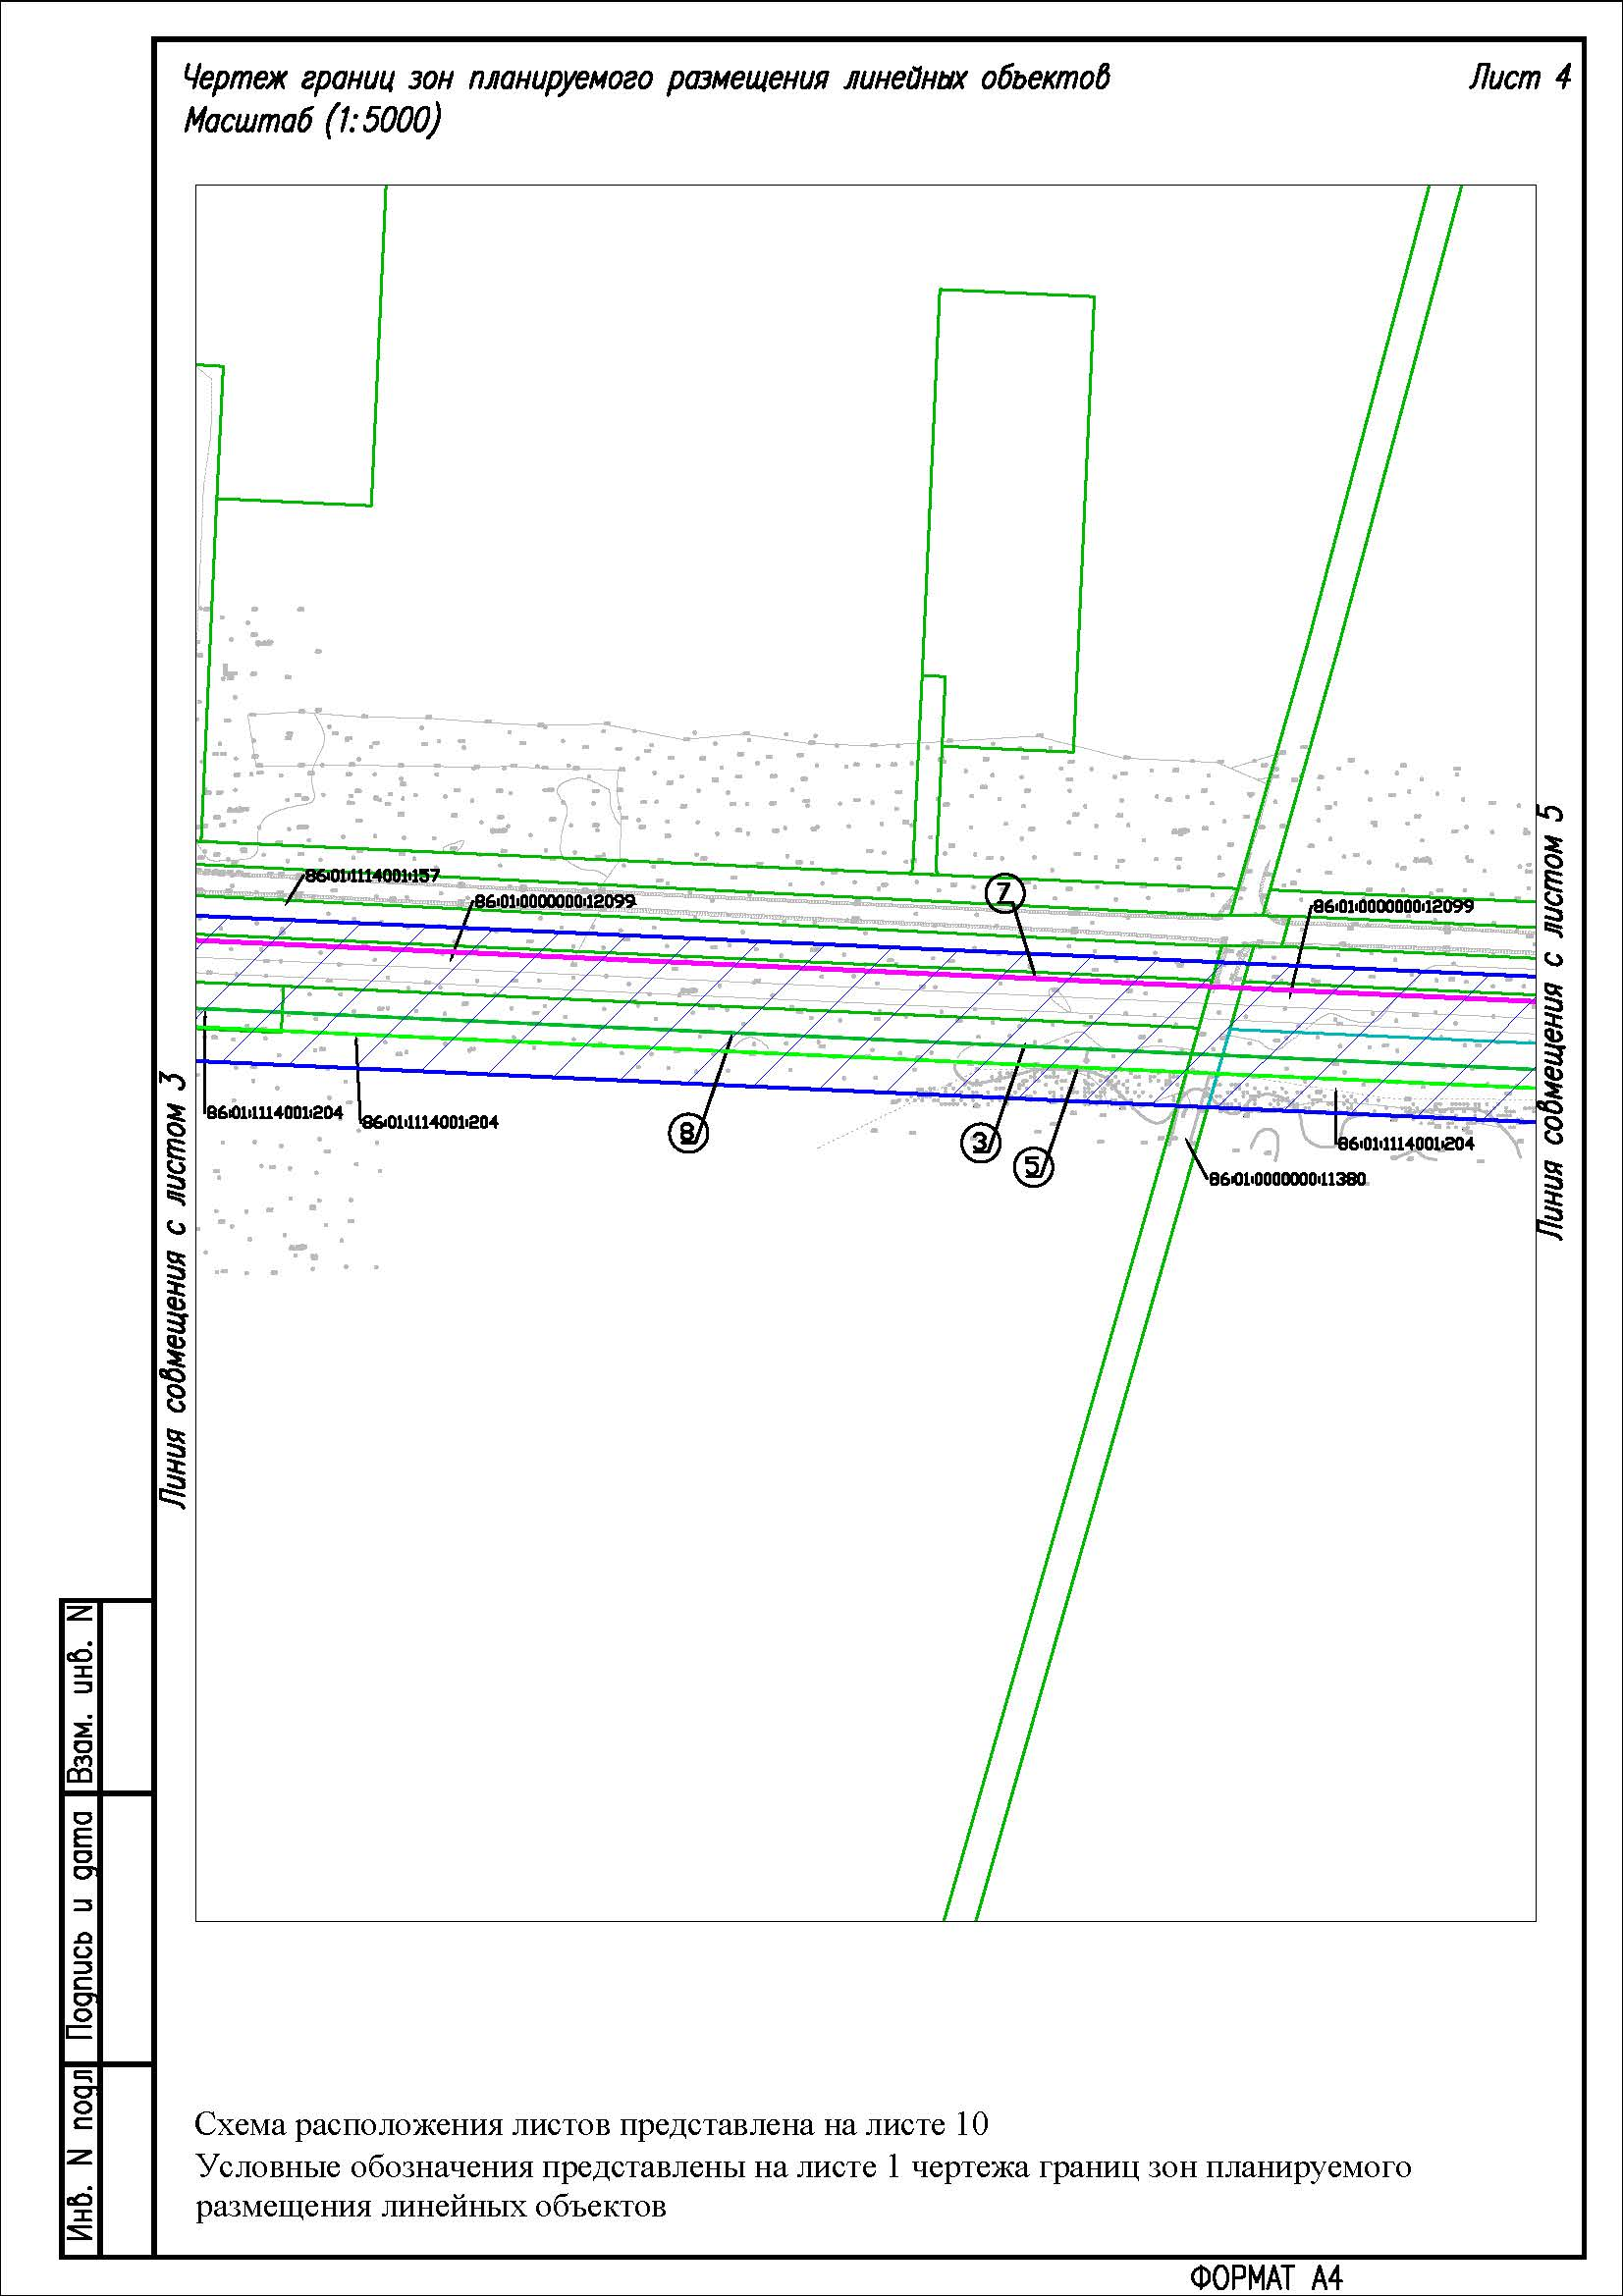 Чертеж границ зон планируемого размещения линейных объектов
Лист 4
Масштаб (1:5000)
86:01:1114001:157
86:01:0000000:12099
7
86:01:0000000:12099
Линия совмещения с листом 5
Линия совмещения с листом 3
86:01:1114001:204
86:01:1114001:204
8
3
5
86:01:1114001:204
86:01:0000000:11380
Взам. инв. N
Подпись и дата
Инв. N подл
Схема расположения листов представлена на листе 10
Условные обозначения представлены на листе 1 чертежа границ зон планируемого
размещения линейных объектов
ФОРМАТ А4